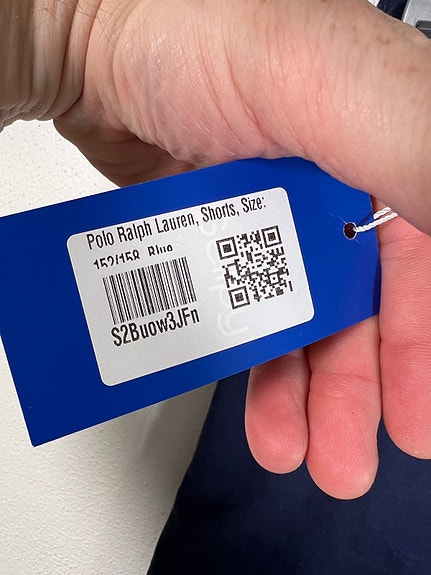 Polo Ralph Lauren, Shorts, Size:
152/158, Blue
S2Buow3JFn